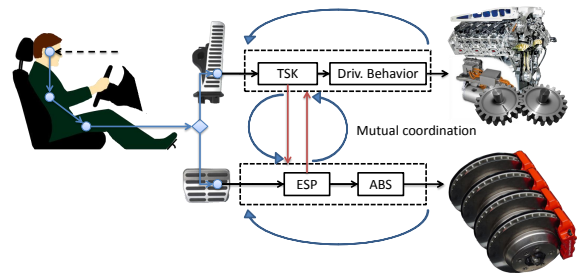 TSK
Driv. Behavior
Mutual coordination
ESP
ABS